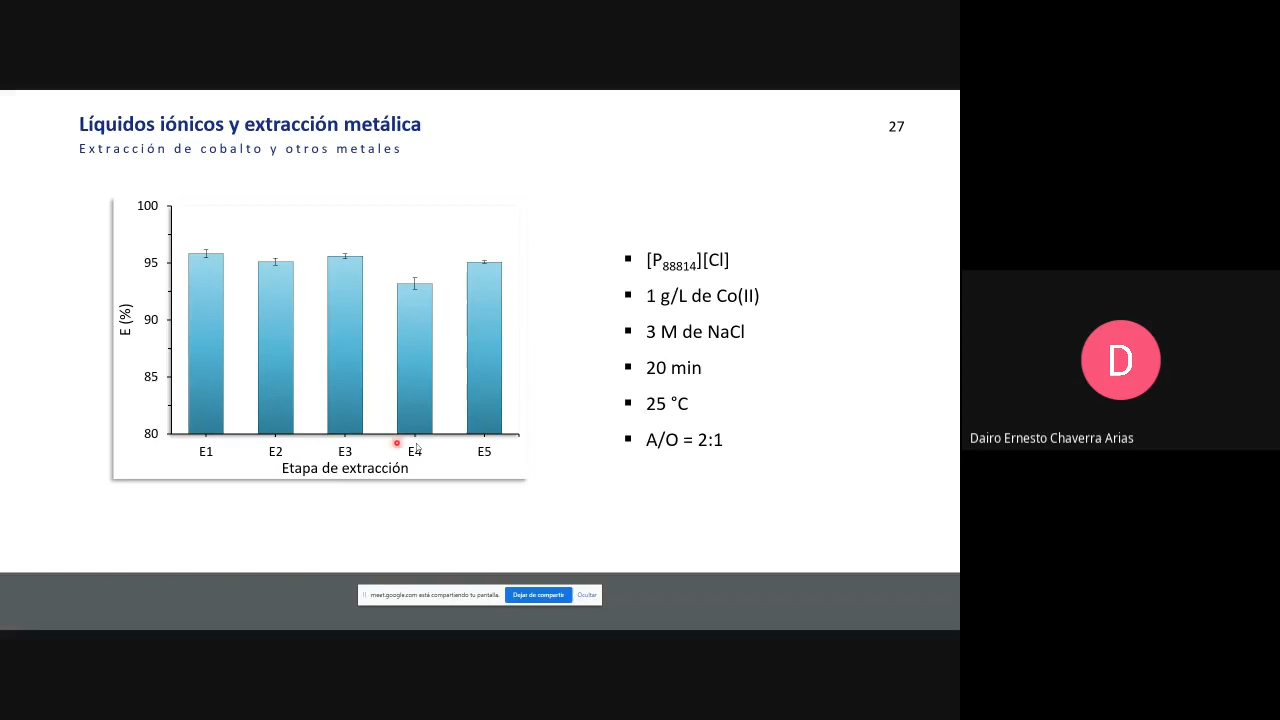 Líquidos iónicos y extracción metálica
27
Extracción de cobalto y otros metales
100
95
90
85
80
E (%)
E1 E2 E3 E4 E5
Etapa de extracción
[P88814][Cl]
1 g/L de Co(II)
3 M de NaCl
20 min
25 °C
A/O = 2:1
D
Dairo Ernesto Chaverra Arias
meet.google.com está compartiendo tu pantalla. Dejar de compartir Ocultar